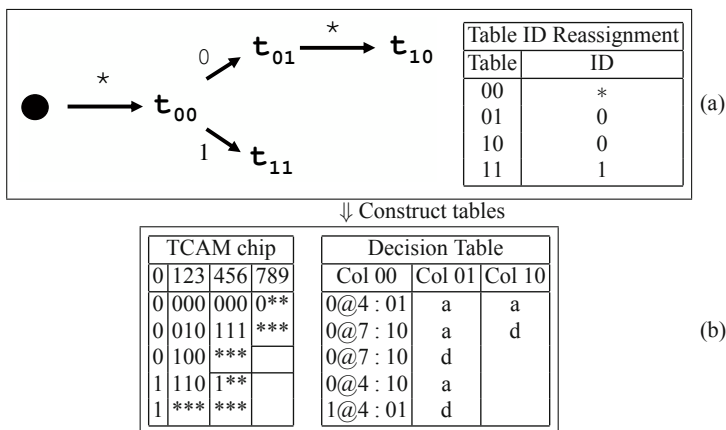 * 0 t01 * t10
t00
1 t11
Table ID Reassignment
Table ID
00 *
01 0
10 0
11 1
(a)
⇓ Construct tables
TCAM chip
0 123 456 789
0 000 000 0**
0 010 111 ***
0 100 ***
1 110 1**
1 *** ***
Decision Table
Col 00 Col 01 Col 10
0@4 : 01 a a
0@7 : 10 a d
0@7 : 10 d
0@4 : 10 a
1@4 : 01 d
(b)